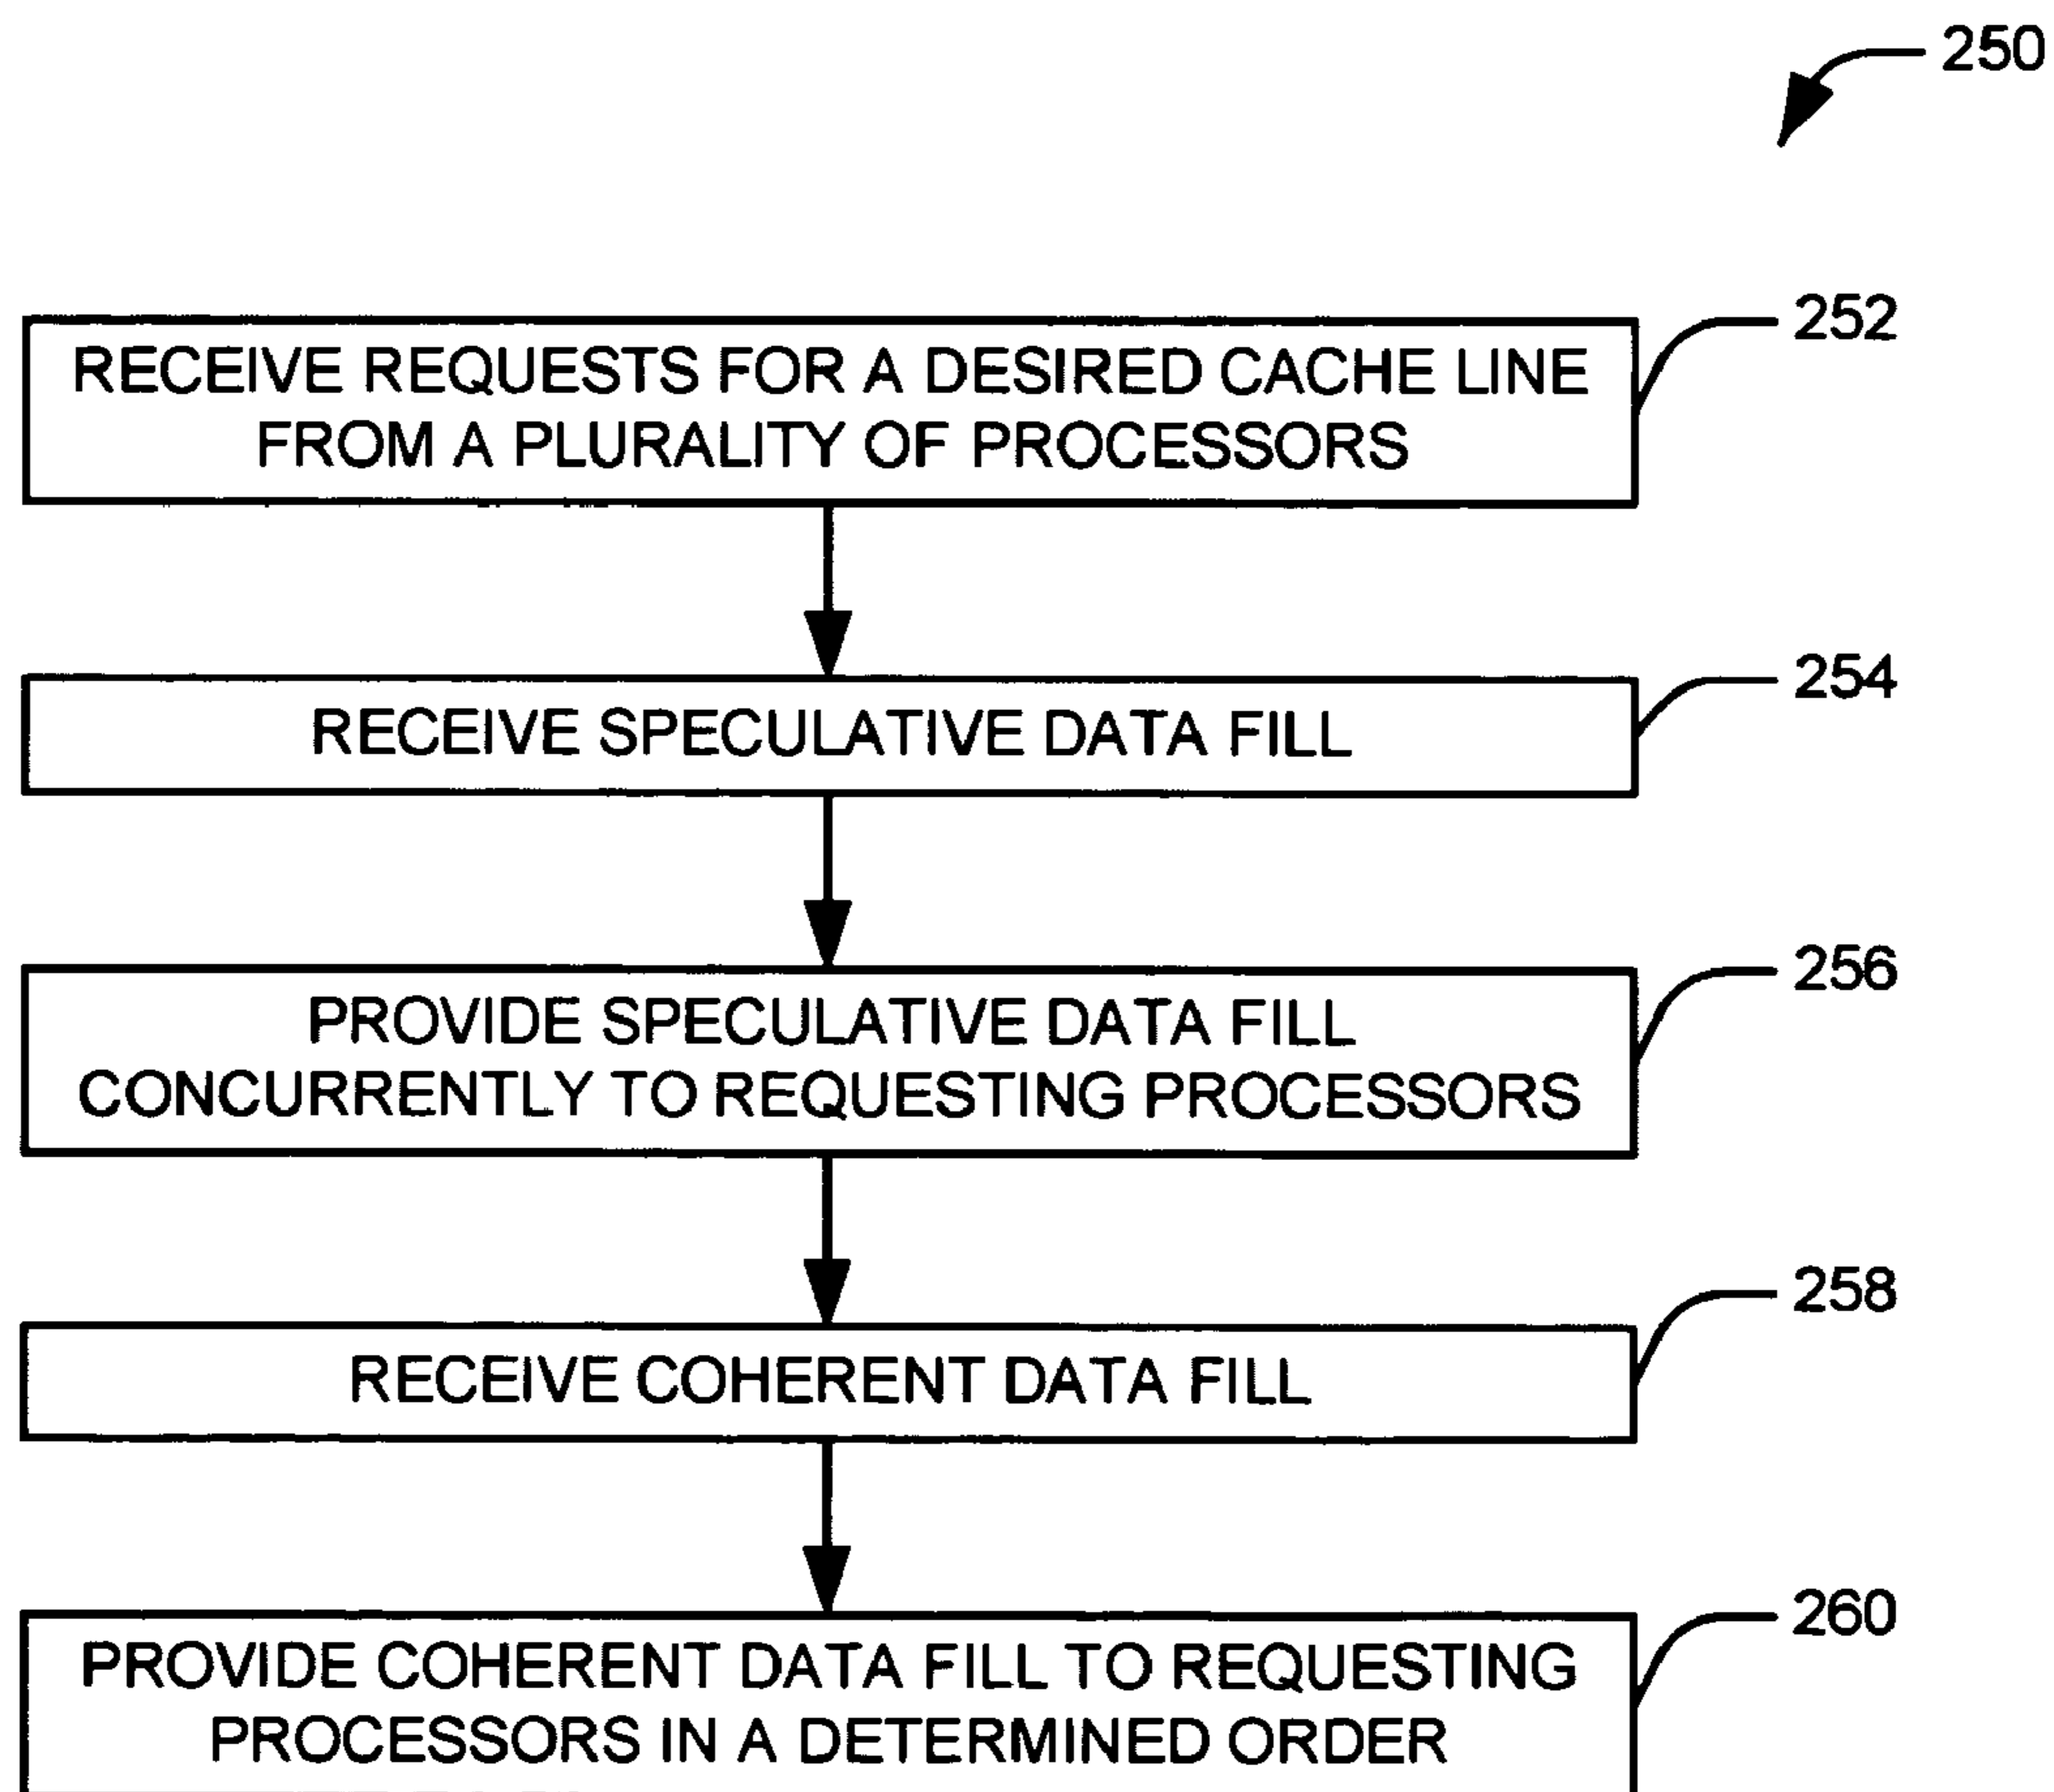 250
252
RECEIVE REQUESTS FOR A DESIRED CACHE LINE
FROM A PLURALITY OF PROCESSORS
254
RECEIVE SPECULATIVE DATA FILL
256
PROVIDE SPECULATIVE DATA FILL
CONCURRENTLY TO REQUESTING PROCESSORS
258
RECEIVE COHERENT DATA FILL
260
PROVIDE COHERENT DATA FILL TO REQUESTING
PROCESSORS IN A DETERMINED ORDER